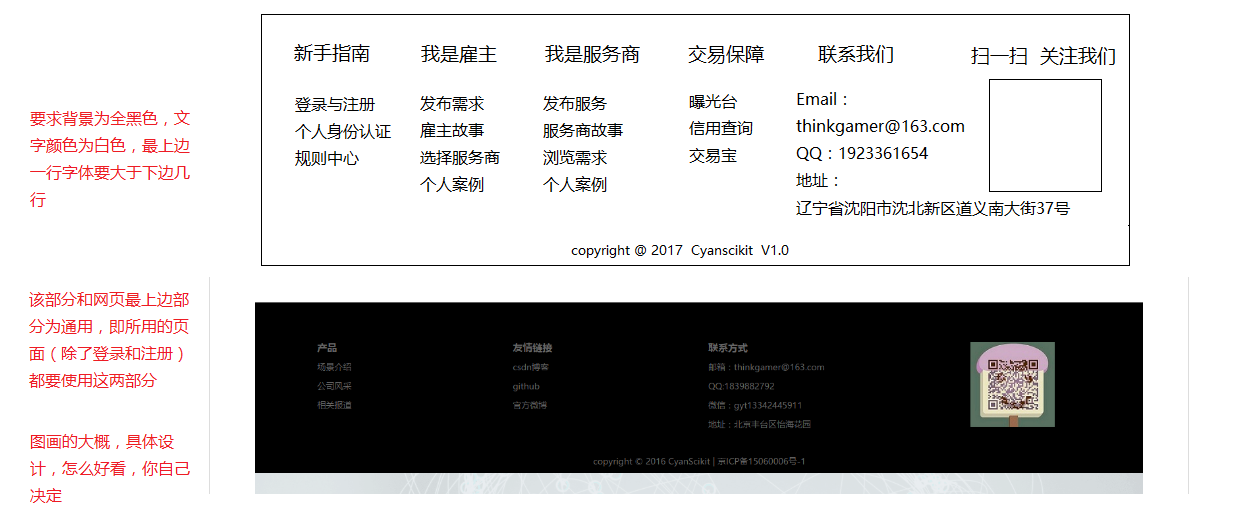 要求背景为全黑色，文
字颜色为白色，最上边
一行字体要大于下边几
行
新手指南 我是雇主 我是服务商 交易保障 联系我们 扫一扫 关注我们
登录与注册
个人身份认证
规则中心
发布需求
雇主故事
选择服务商
个人案例
发布服务
服务商故事
浏览需求
个人案例
曝光台
信用查询
交易宝
Email：
thinkgamer@163.com
QQ：1923361654
地址：
辽宁省沈阳市沈北新区道义南大街37号
copyright @ 2017 Cyanscikit V1.0
该部分和网页最上边部
分为通用，即所用的页
面（除了登录和注册）
都要使用这两部分
图画的大概，具体设
计，怎么好看，你自己
决定
产品
场景介绍
公司风采
相关报道
友情链接
csdn博客
github
官方微博
联系方式
邮箱：thinkgamer@163.com
QQ:1839882792
微信：gyt13342445911
地址：北京丰台区怡海花园
copyright © 2016 CyanScikit | 京ICP备15060006号-1